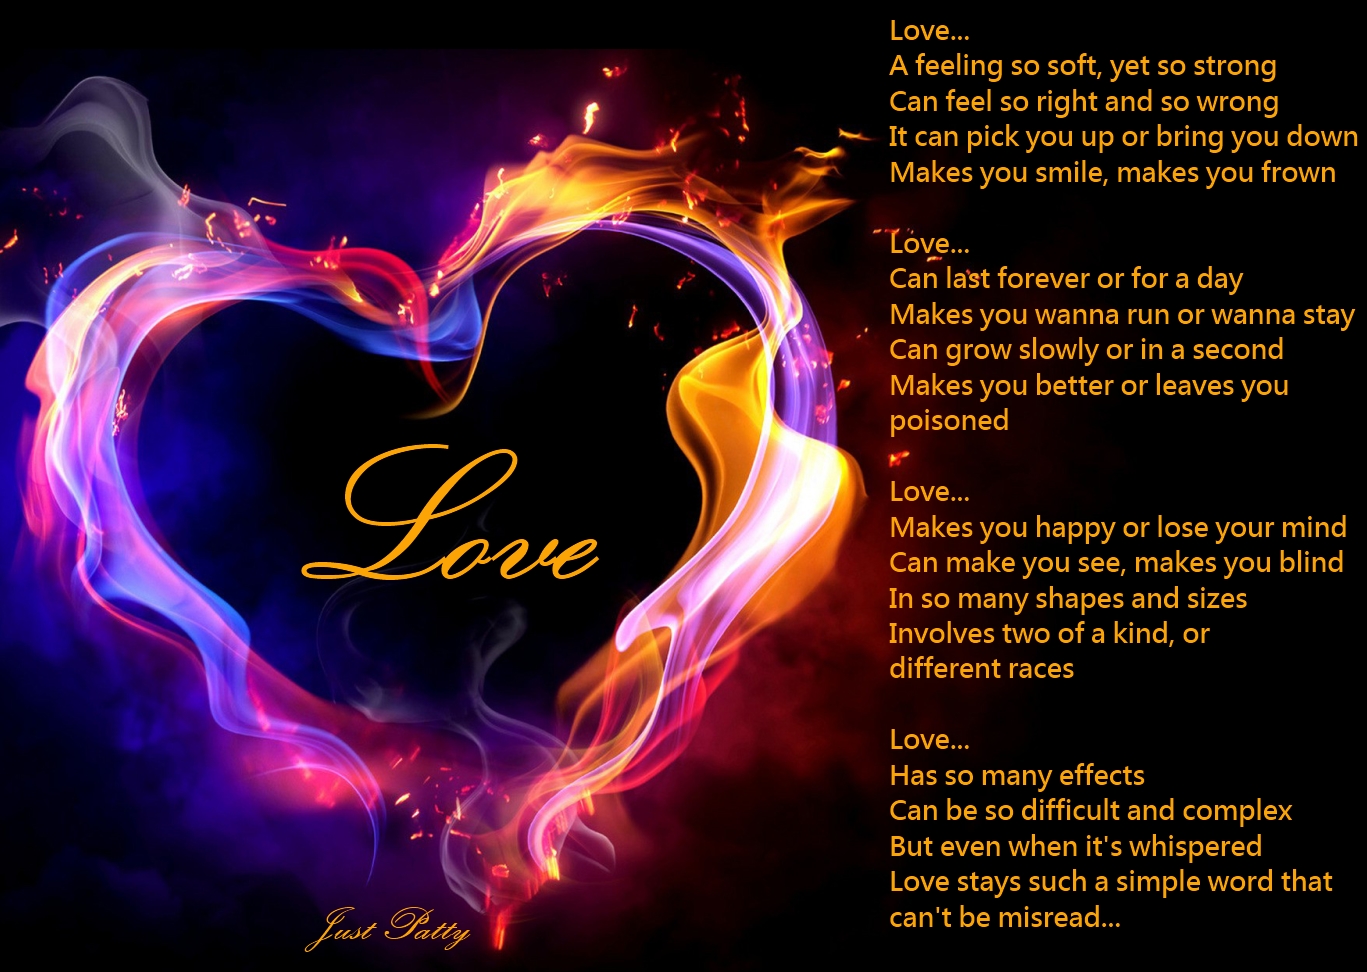 Love...
A feeling so soft, yet so strong
Can feel so right and so wrong
It can pick you up or bring you down
Makes you smile, makes you frown
Love...
Can last forever or for a day
Makes you wanna run or wanna stay
Can grow slowly or in a second
Makes you better or leaves you
poisoned
Love...
Makes you happy or lose your mind
Can make you see, makes you blind
In so many shapes and sizes
Involves two of a kind, or
different races
Love...
Has so many effects
Can be so difficult and complex
But even when it's whispered
Love stays such a simple word that
can't be misread...
Love
Just Patty